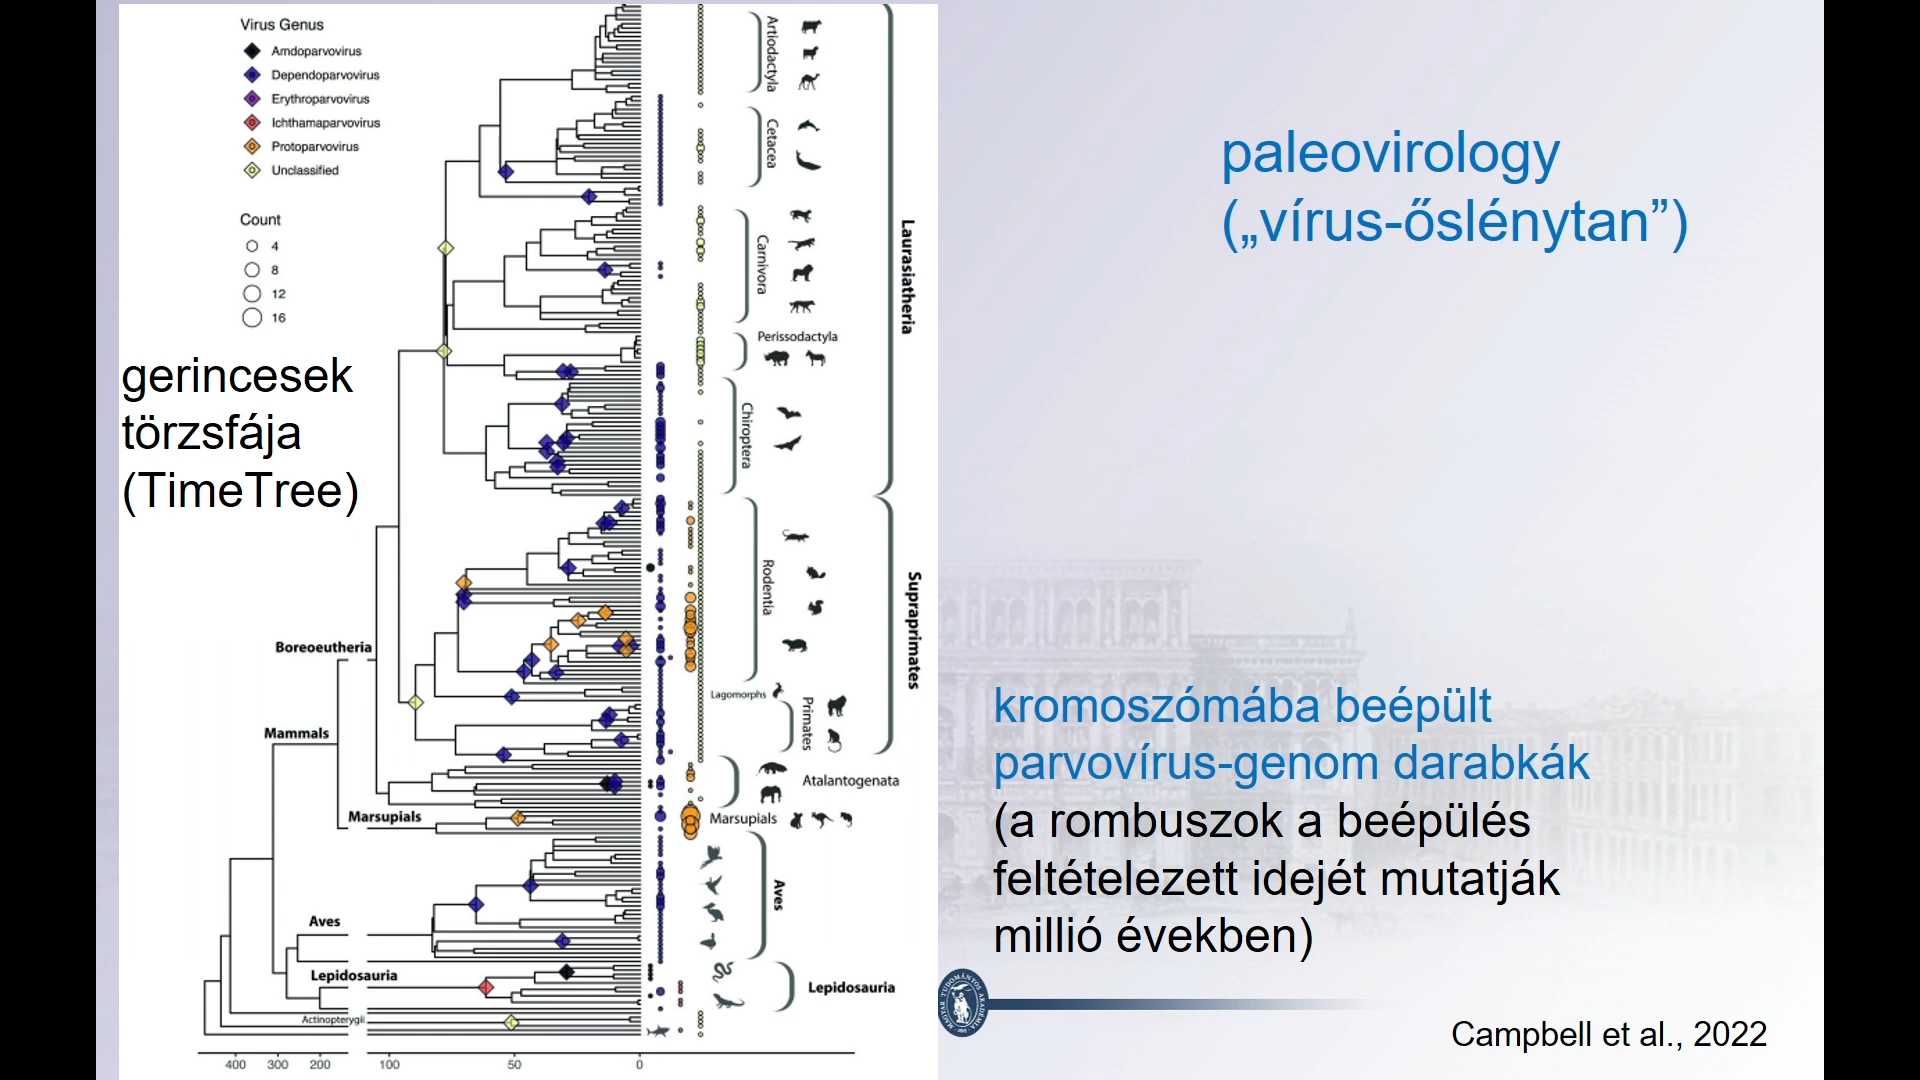 Virus Genus
Amdoparvovirus
Dependoparvovirus
Erythroparvovirus
Ichthamaparvovirus
Protoparvovirus
Unclassified
Count
4
8
12
16
gerincesek
törzsfája
(TimeTree)
Artiodactyla
Cetacea
Carnivora
Perissodactyla
Chiroptera
Laurasiatheria
Rodentia
Lagomorphs
Primates
Supraprimates
Atalantogenata
Marsupials
Aves
Lepidosauria
Boreoeutheria
Mammals
Marsupials
Aves
Lepidosauria
Actinopterygii
400 300 200 100 50 0
paleovirology
(„vírus-őslénytan”)
kromoszómába beépült
parvovírus-genom darabkák
(a rombuszok a beépülés
feltételezett idejét mutatják
millió években)
MAGYAR TUDOMÁNYOS AKADÉMIA
Campbell et al., 2022